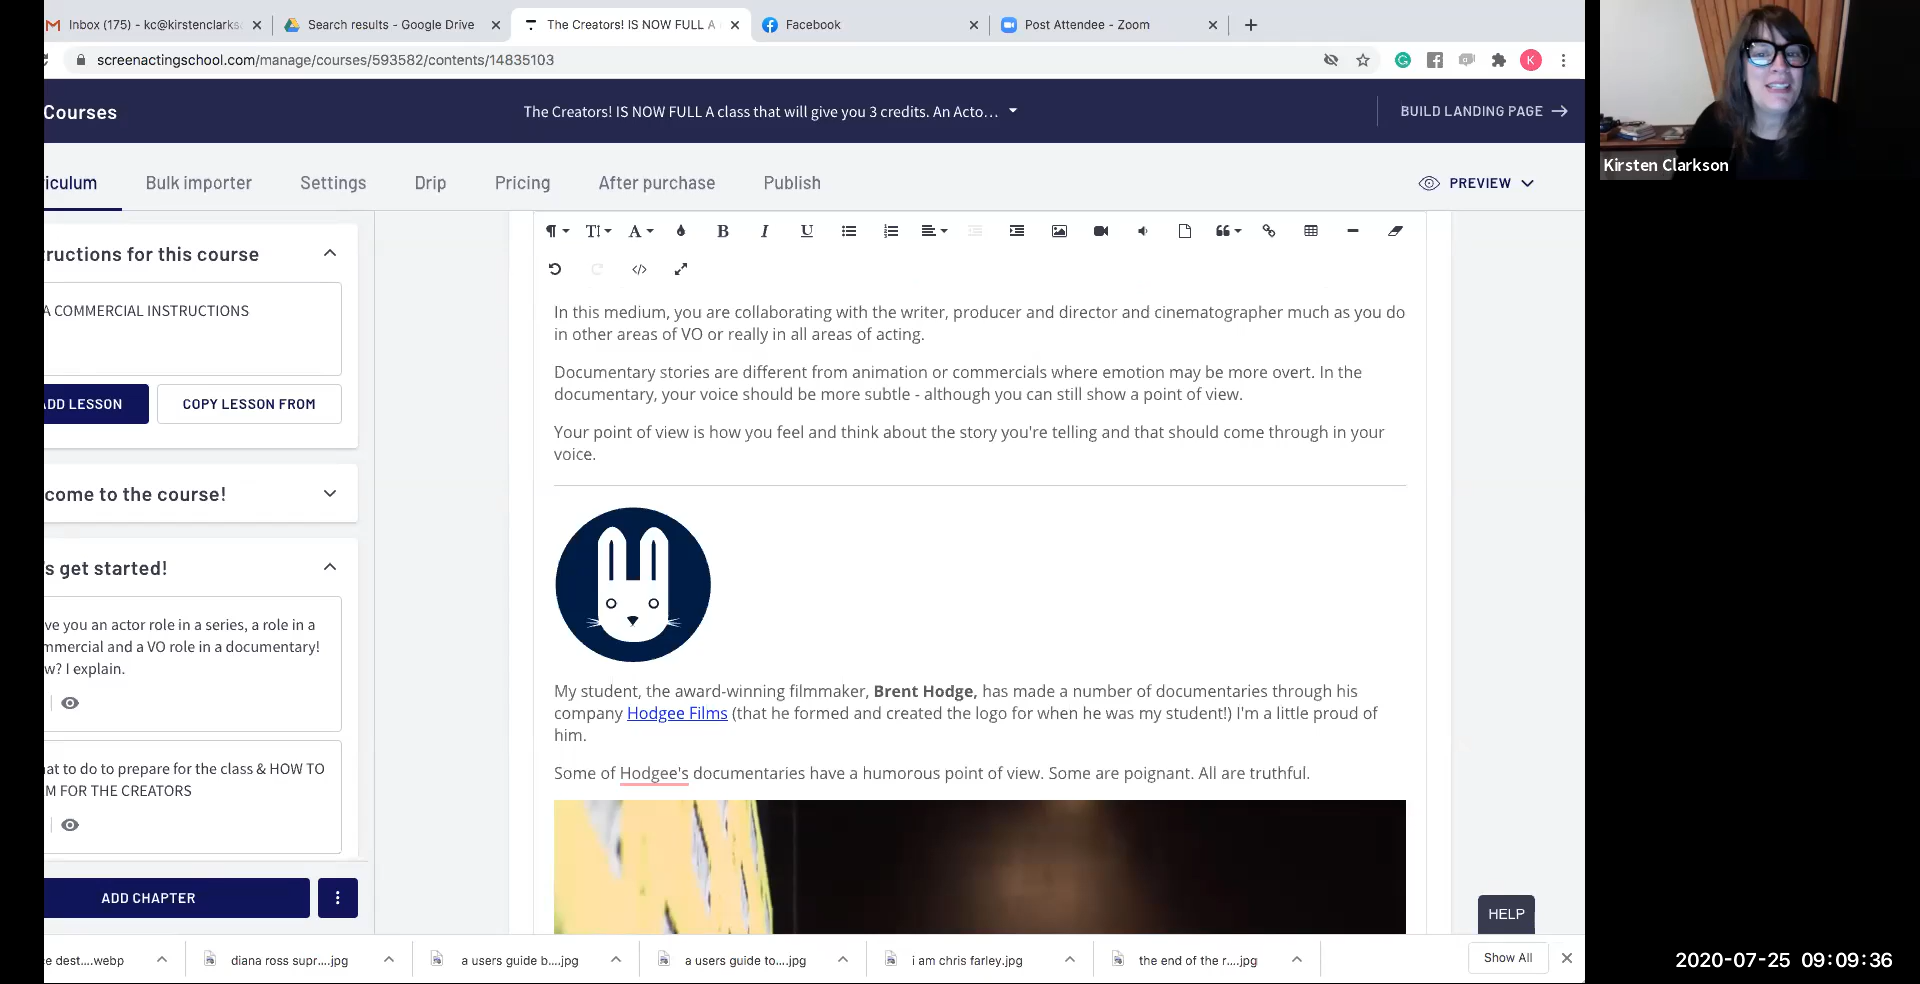 Inbox (175) - kc@kirstenclarks
Search results - Google Drive
The Creators! IS NOW FULL A
Facebook
Post Attendee - Zoom
screenactingschool.com/manage/courses/593582/contents/14835103
K
Kirsten Clarkson
Courses
The Creators! IS NOW FULL A class that will give you 3 credits. An Acto...
BUILD LANDING PAGE
iculum
Bulk importer
Settings
Drip
Pricing
After purchase
Publish
PREVIEW
tructions for this course
A COMMERCIAL INSTRUCTIONS
DD LESSON
COPY LESSON FROM
come to the course!
s get started!
ve you an actor role in a series, a role in a
mmercial and a VO role in a documentary!
w? I explain.
at to do to prepare for the class & HOW TO
M FOR THE CREATORS
ADD CHAPTER
In this medium, you are collaborating with the writer, producer and director and cinematographer much as you do
in other areas of VO or really in all areas of acting.
Documentary stories are different from animation or commercials where emotion may be more overt. In the
documentary, your voice should be more subtle - although you can still show a point of view.
Your point of view is how you feel and think about the story you're telling and that should come through in your
voice.
My student, the award-winning filmmaker, Brent Hodge, has made a number of documentaries through his
company Hodgee Films (that he formed and created the logo for when he was my student!) I'm a little proud of
him.
Some of Hodgee's documentaries have a humorous point of view. Some are poignant. All are truthful.
HELP
e dest....webp
diana ross supr....jpg
a users guide b....jpg
a users guide to....jpg
i am chris farley.jpg
the end of the r....jpg
Show All
2020-07-25 09:09:36